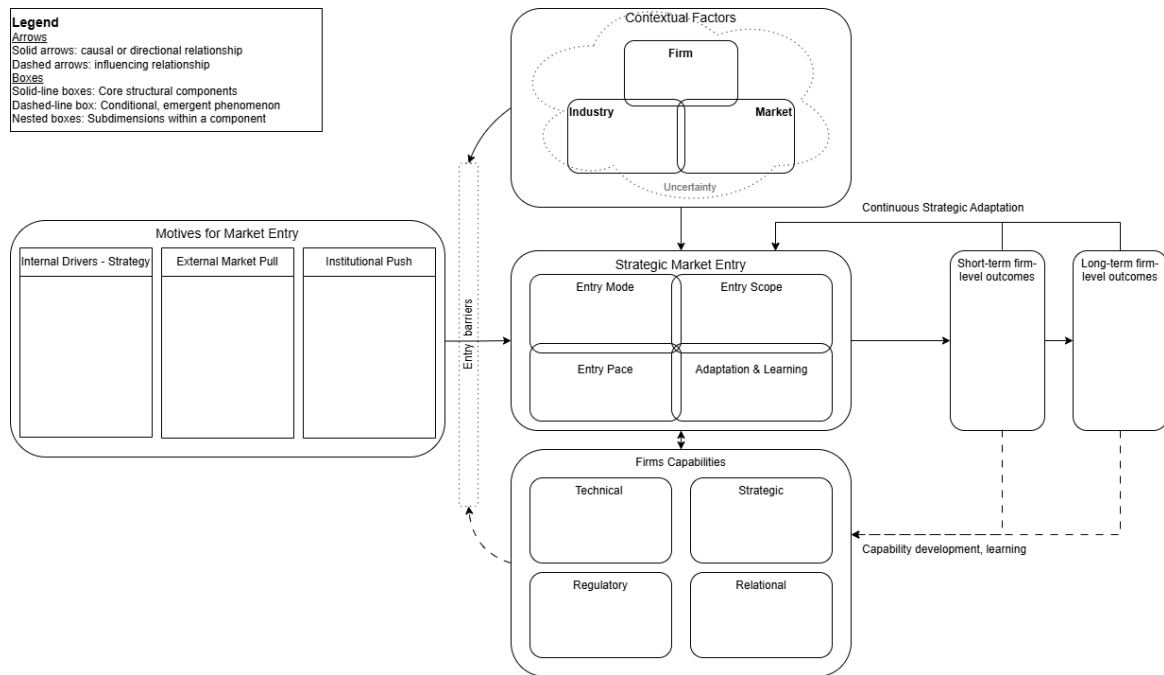 Legend
Arrows
Solid arrows: causal or directional relationship
Dashed arrows: influencing relationship
Boxes
Solid-line boxes: Core structural components
Dashed-line box: Conditional, emergent phenomenon
Nested boxes: Subdimensions within a component
Contextual Factors
Firm
Industry
Market
Uncertainty
Motives for Market Entry
Internal Drivers - Strategy
External Market Pull
Institutional Push
Entry barriers
Strategic Market Entry
Entry Mode
Entry Scope
Entry Pace
Adaptation & Learning
Continuous Strategic Adaptation
Short-term firm-
level outcomes
Long-term firm-
level outcomes
Firms Capabilities
Technical
Strategic
Regulatory
Relational
Capability development, learning